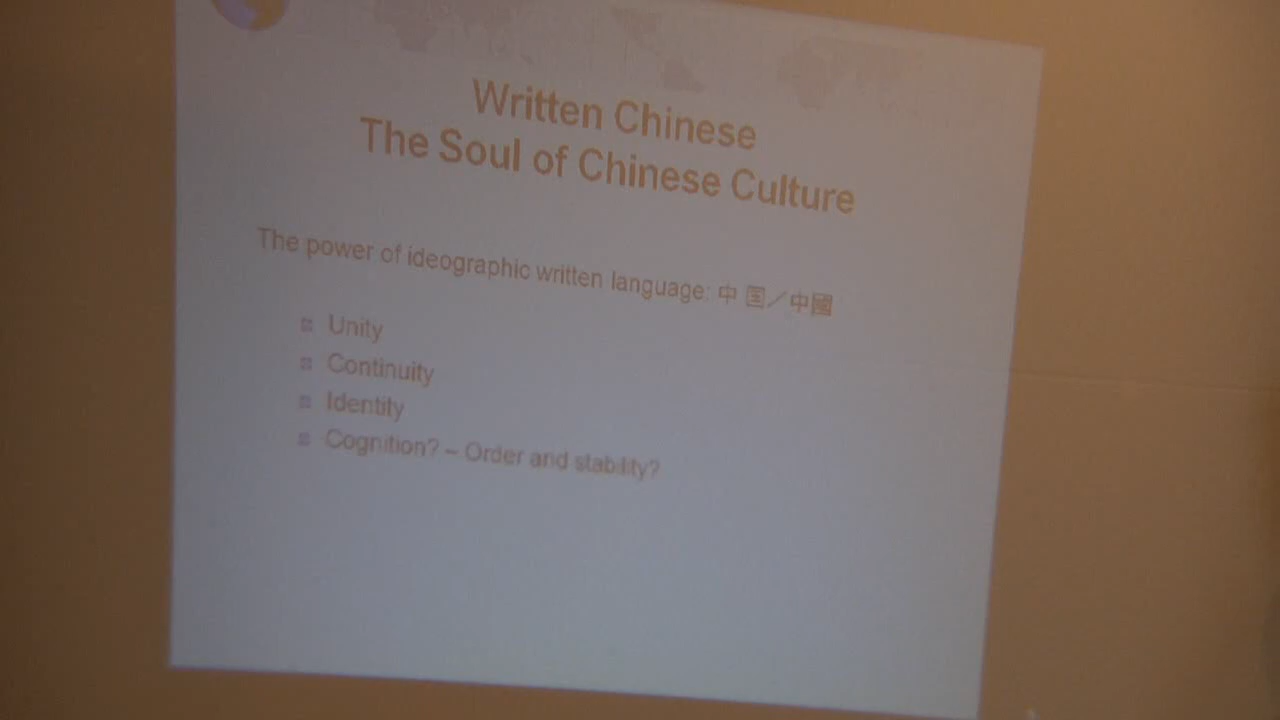 Written Chinese
The Soul of Chinese Culture
The power of ideographic written language: 中 国／中國
Unity
Continuity
Identity
Cognition? – Order and stability?